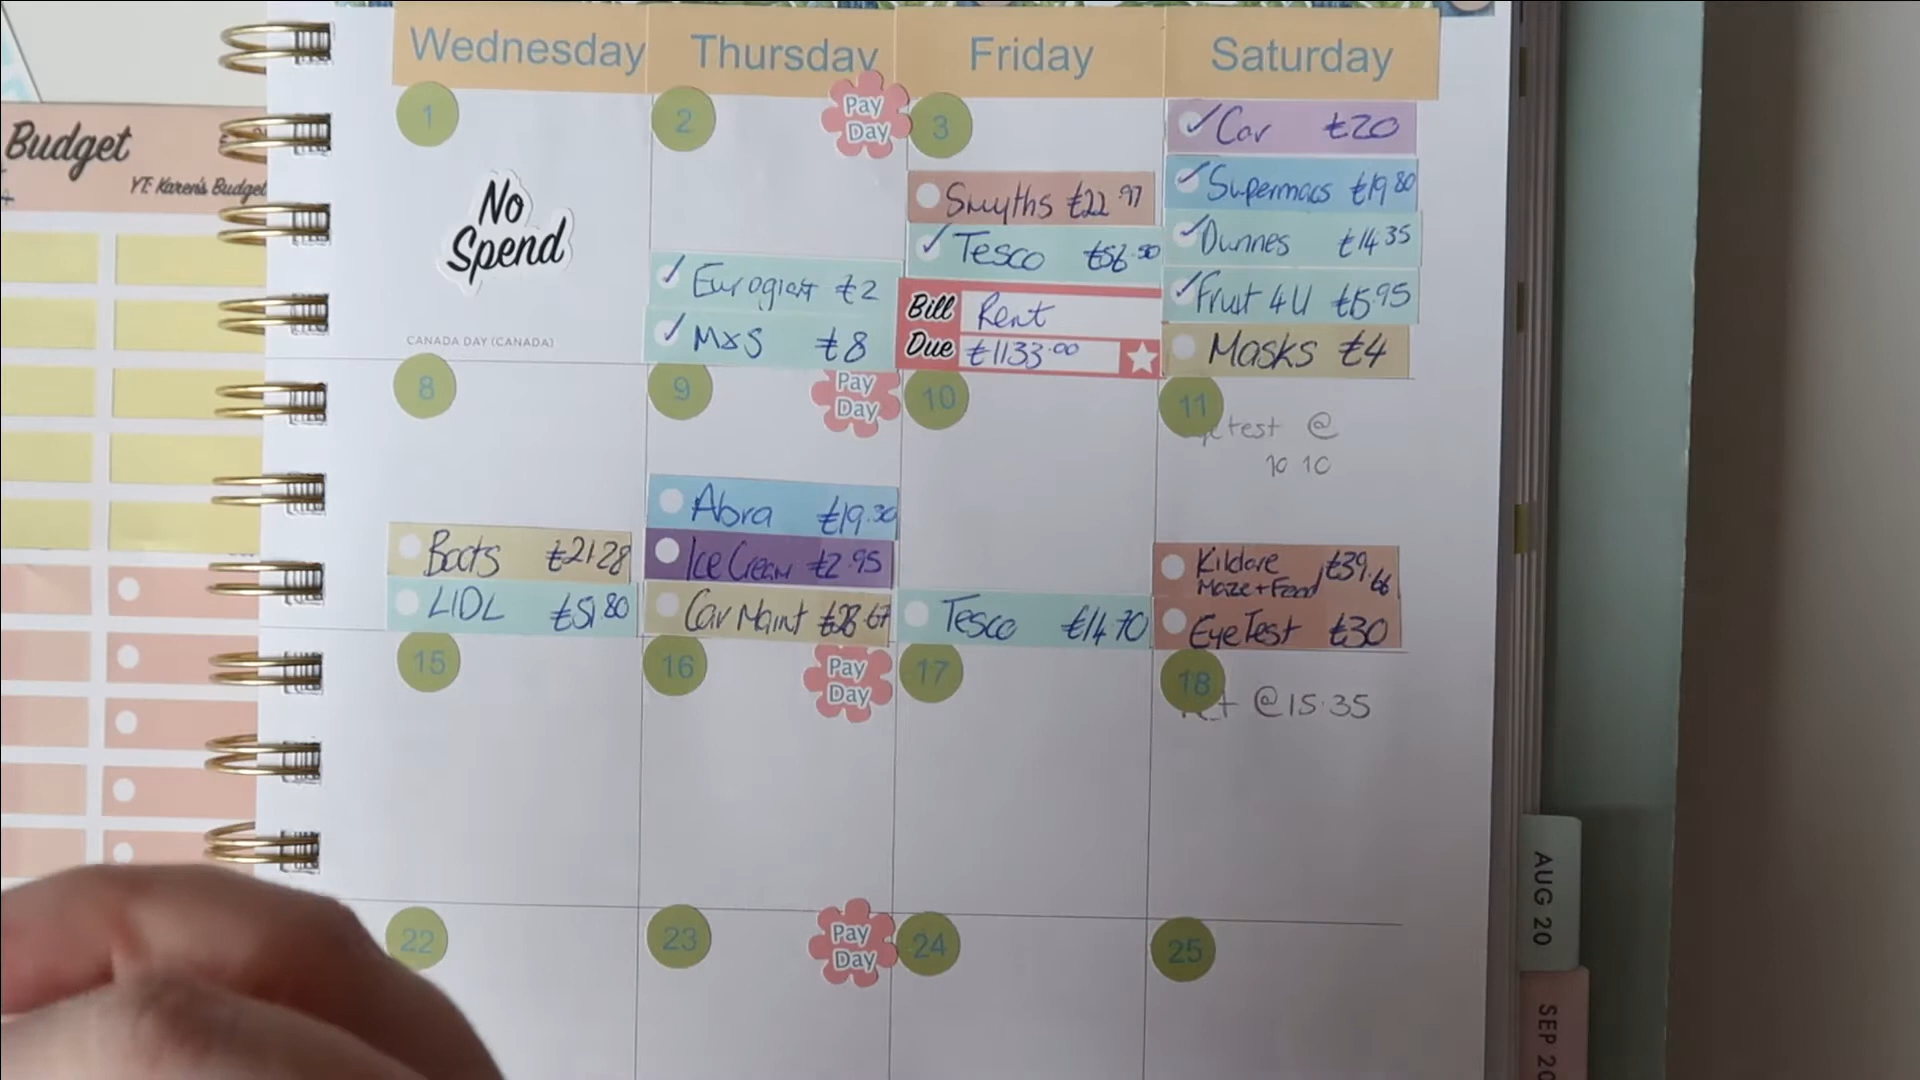 Budget
YT: Karen's Budget
Wednesday Thursday Friday Saturday
1
No
Spend
CANADA DAY (CANADA)
2
Pay
Day
Eurogiant €2
M&S €8
3
Smyths €22.97
Tesco €56.50
Bill Rent
Due €1133.00
✓ Car €20
✓ Supermacs €19.80
✓ Dunnes €14.35
✓ Fruit 4U €15.95
Masks €4
8
Boots €21.28
LIDL €51.80
9
Pay
Day
Abra €19.30
Ice Cream €2.95
Car Maint €28.67
10
Tesco €14.70
11
test @
10 10
Kildare €39.66
Maze + Food
Eye Test €30
15
16
Pay
Day
17
18
@ 15.35
22
23
Pay
Day
24
25
AUG 20
SEP 20